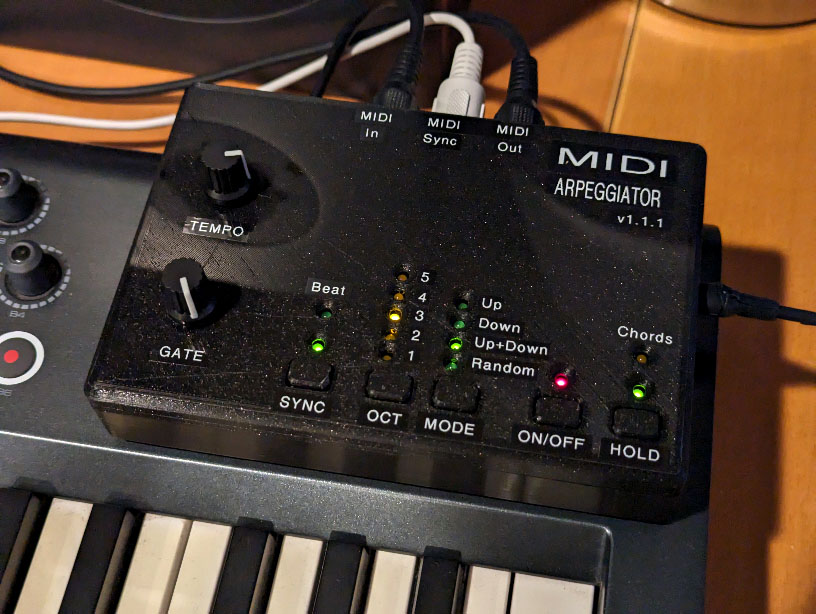 MIDI
In
MIDI
Sync
MIDI
Out
MIDI
ARPEGGIATOR
v1.1.1
TEMPO
GATE
Beat
5
4
3
2
1
Up
Down
Up+Down
Random
Chords
SYNC
OCT
MODE
ON/OFF
HOLD